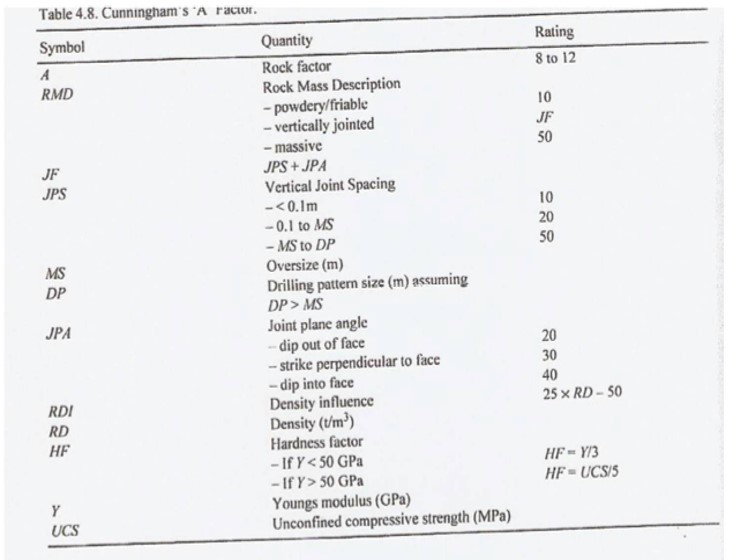 Table 4.8. Cunningham's 'A' Factor.
Symbol Quantity Rating
A Rock factor 8 to 12
RMD Rock Mass Description
– powdery/friable 10
– vertically jointed JF
– massive 50
JF JPS + JPA
JPS Vertical Joint Spacing
– < 0.1m 10
– 0.1 to MS 20
– MS to DP 50
MS Oversize (m)
DP Drilling pattern size (m) assuming
DP > MS
JPA Joint plane angle
– dip out of face 20
– strike perpendicular to face 30
– dip into face 40
RDI Density influence 25 × RD – 50
RD Density (t/m³)
HF Hardness factor
– If Y < 50 GPa HF = Y/3
– If Y > 50 GPa HF = UCS/5
Y Youngs modulus (GPa)
UCS Unconfined compressive strength (MPa)